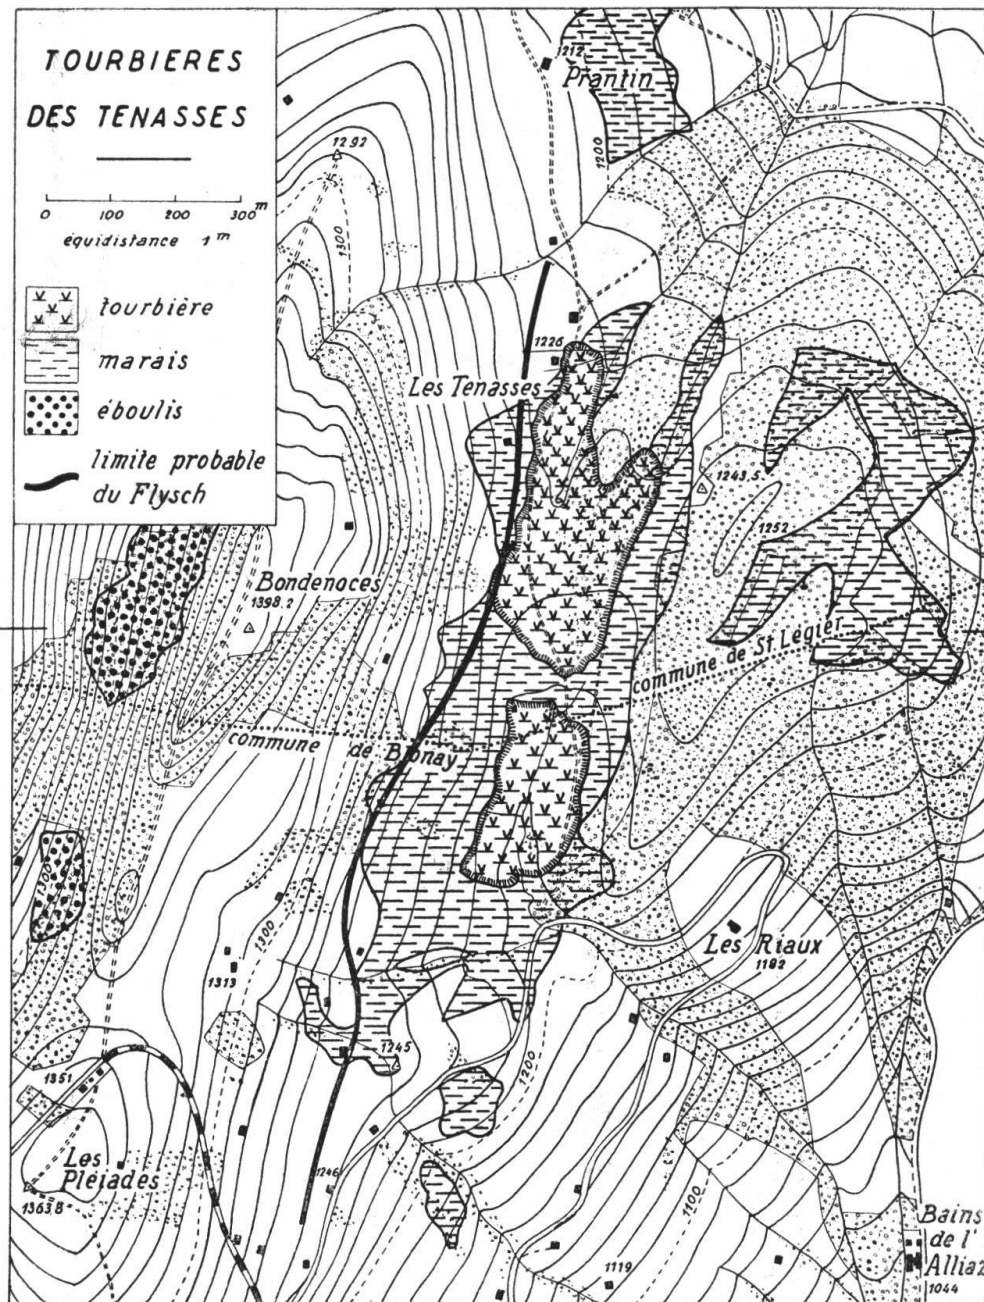 TOURBIERES
DES TENASSES
0 100 200 300 m
équidistance 1 m
tourbière
marais
éboulis
limite probable
du Flysch
1212
Prantin
1200
1292
1300
1226
Les Tenasses
1243,5
1252
Bondenoces
1398.2
commune de St Légier
commune de Blonay
1300
1300
1313
Les Riaux
1182
1245
1200
1351
Les
Pléiades
1363.8
1246
1100
1119
Bains
de l'
Alliaz
1044